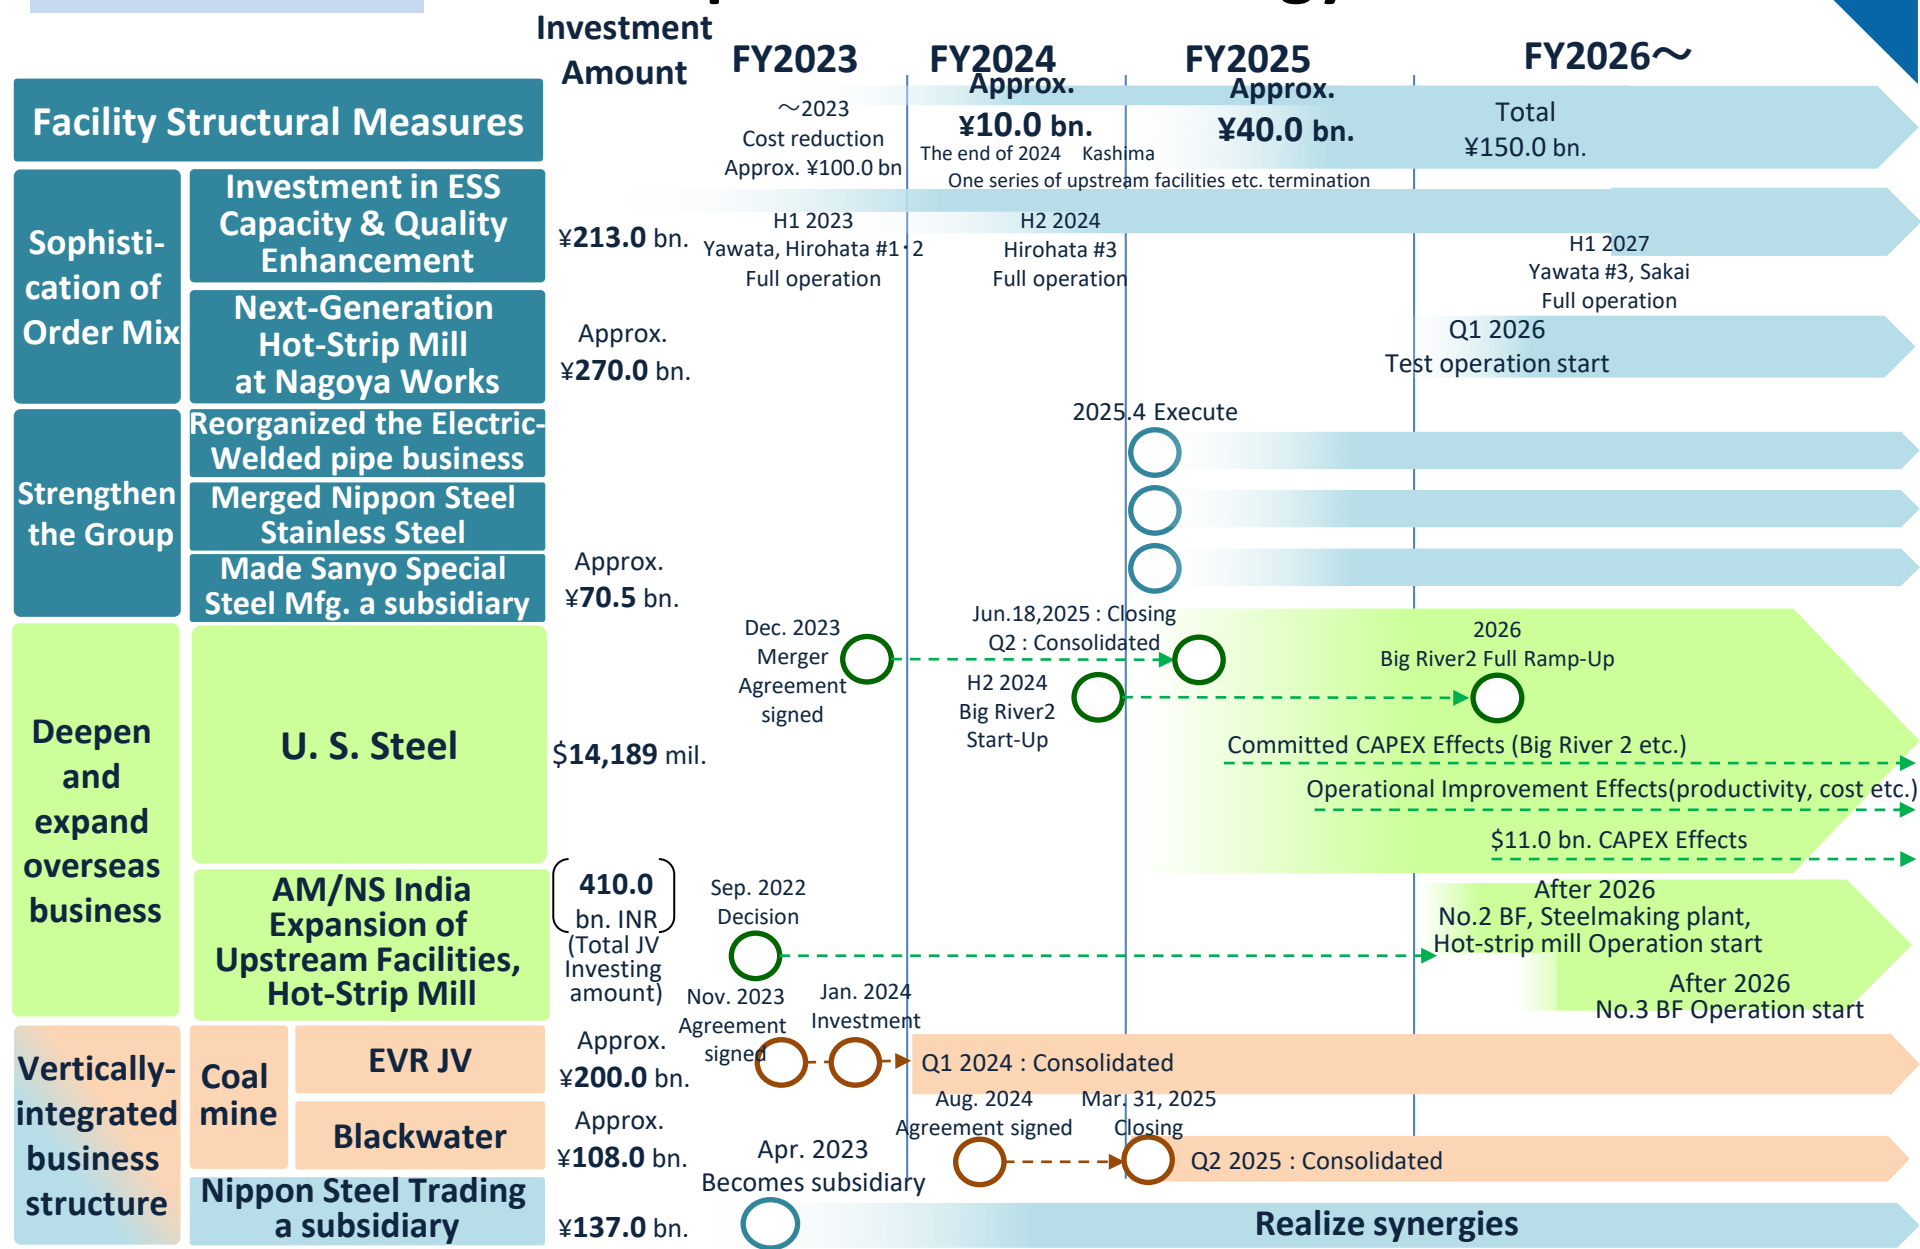 Investment
Amount
FY2023
FY2024
FY2025
FY2026～
Facility Structural Measures
～2023
Cost reduction
Approx. ¥100.0 bn
Approx.
¥10.0 bn.
Approx.
¥40.0 bn.
Total
¥150.0 bn.
The end of 2024 Kashima
One series of upstream facilities etc. termination
Sophisti-
cation of
Order Mix
Investment in ESS
Capacity & Quality
Enhancement
¥213.0 bn.
H1 2023
Yawata, Hirohata #1･2
Full operation
H2 2024
Hirohata #3
Full operation
H1 2027
Yawata #3, Sakai
Full operation
Next-Generation
Hot-Strip Mill
at Nagoya Works
Approx.
¥270.0 bn.
Q1 2026
Test operation start
Strengthen
the Group
Reorganized the Electric-
Welded pipe business
2025.4 Execute
Merged Nippon Steel
Stainless Steel
Made Sanyo Special
Steel Mfg. a subsidiary
Approx.
¥70.5 bn.
Deepen
and
expand
overseas
business
U. S. Steel
$14,189 mil.
Dec. 2023
Merger
Agreement
signed
Jun.18,2025 : Closing
Q2 : Consolidated
H2 2024
Big River2
Start-Up
2026
Big River2 Full Ramp-Up
Committed CAPEX Effects (Big River 2 etc.)
Operational Improvement Effects(productivity, cost etc.)
$11.0 bn. CAPEX Effects
AM/NS India
Expansion of
Upstream Facilities,
Hot-Strip Mill
410.0
bn. INR
(Total JV
Investing
amount)
Sep. 2022
Decision
After 2026
No.2 BF, Steelmaking plant,
Hot-strip mill Operation start
After 2026
No.3 BF Operation start
Vertically-
integrated
business
structure
Coal
mine
EVR JV
Approx.
¥200.0 bn.
Nov. 2023
Agreement
signed
Jan. 2024
Investment
Q1 2024 : Consolidated
Blackwater
Approx.
¥108.0 bn.
Aug. 2024
Agreement signed
Mar. 31, 2025
Closing
Q2 2025 : Consolidated
Nippon Steel Trading
a subsidiary
¥137.0 bn.
Apr. 2023
Becomes subsidiary
Realize synergies